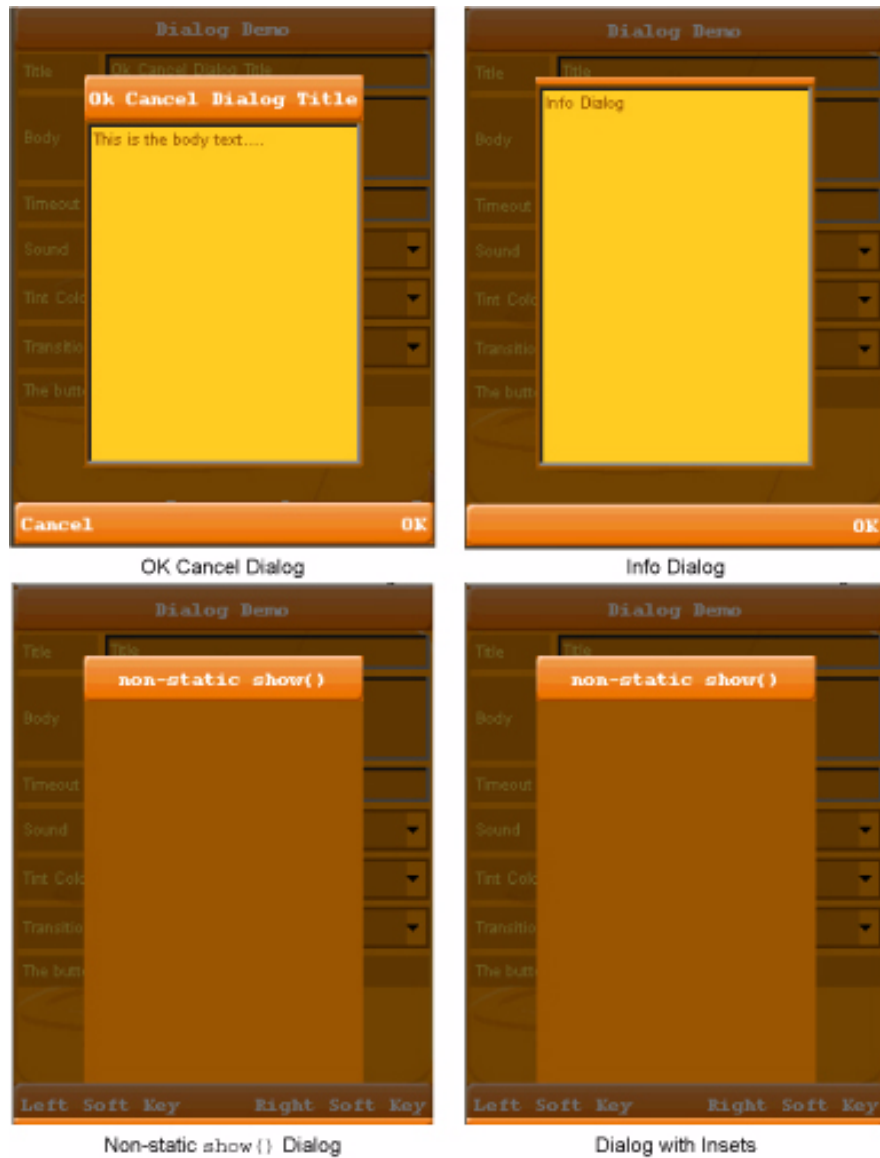 Dialog Demo
Title Ok Cancel Dialog Title
Ok Cancel Dialog Title
Body
This is the body text....
Timeout
Sound
Tint Colo
Transitio
The butt
Cancel OK
OK Cancel Dialog
Dialog Demo
Title Title
Info Dialog
Body
Timeout
Sound
Tint Colo
Transitio
The butt
OK
Info Dialog
Dialog Demo
Title Title
non-static show()
Body
Timeout
Sound
Tint Colo
Transitio
The butt
Left Soft Key Right Soft Key
Non-static show() Dialog
Dialog Demo
Title Title
non-static show()
Body
Timeout
Sound
Tint Colo
Transitio
The butt
Left Soft Key Right Soft Key
Dialog with Insets